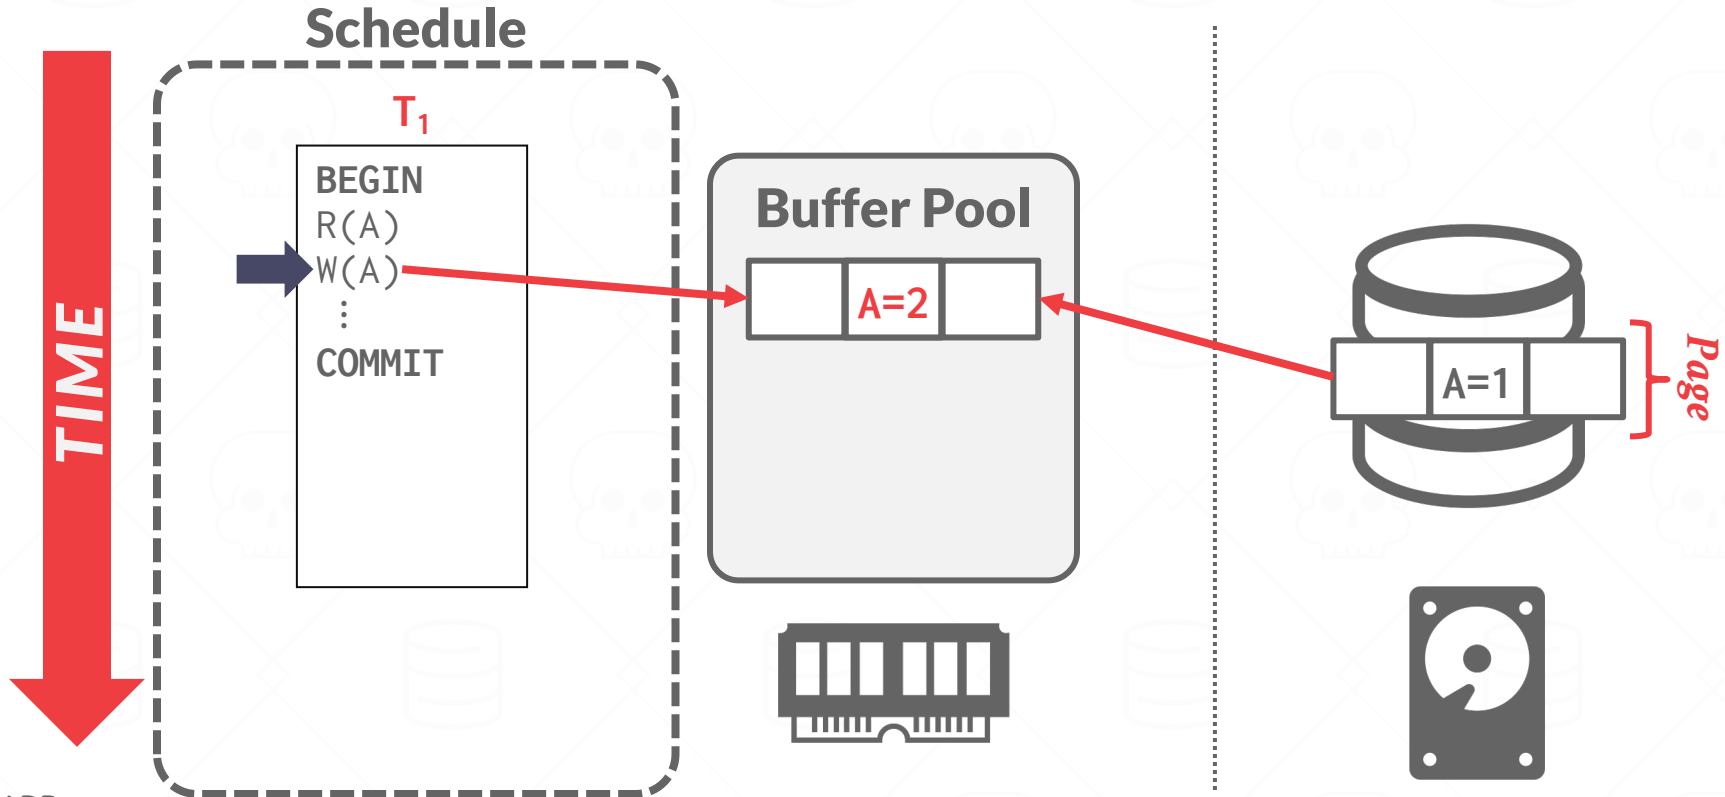 Schedule
TIME
T₁
BEGIN
R(A)
W(A)
⋮
COMMIT
Buffer Pool
A=2
A=1
Page